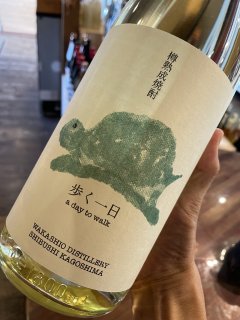 樽熟成焼酎
歩く一日
a day to walk
WAKASHIO DISTILLERY
SHIBUSHI KAGOSHIMA